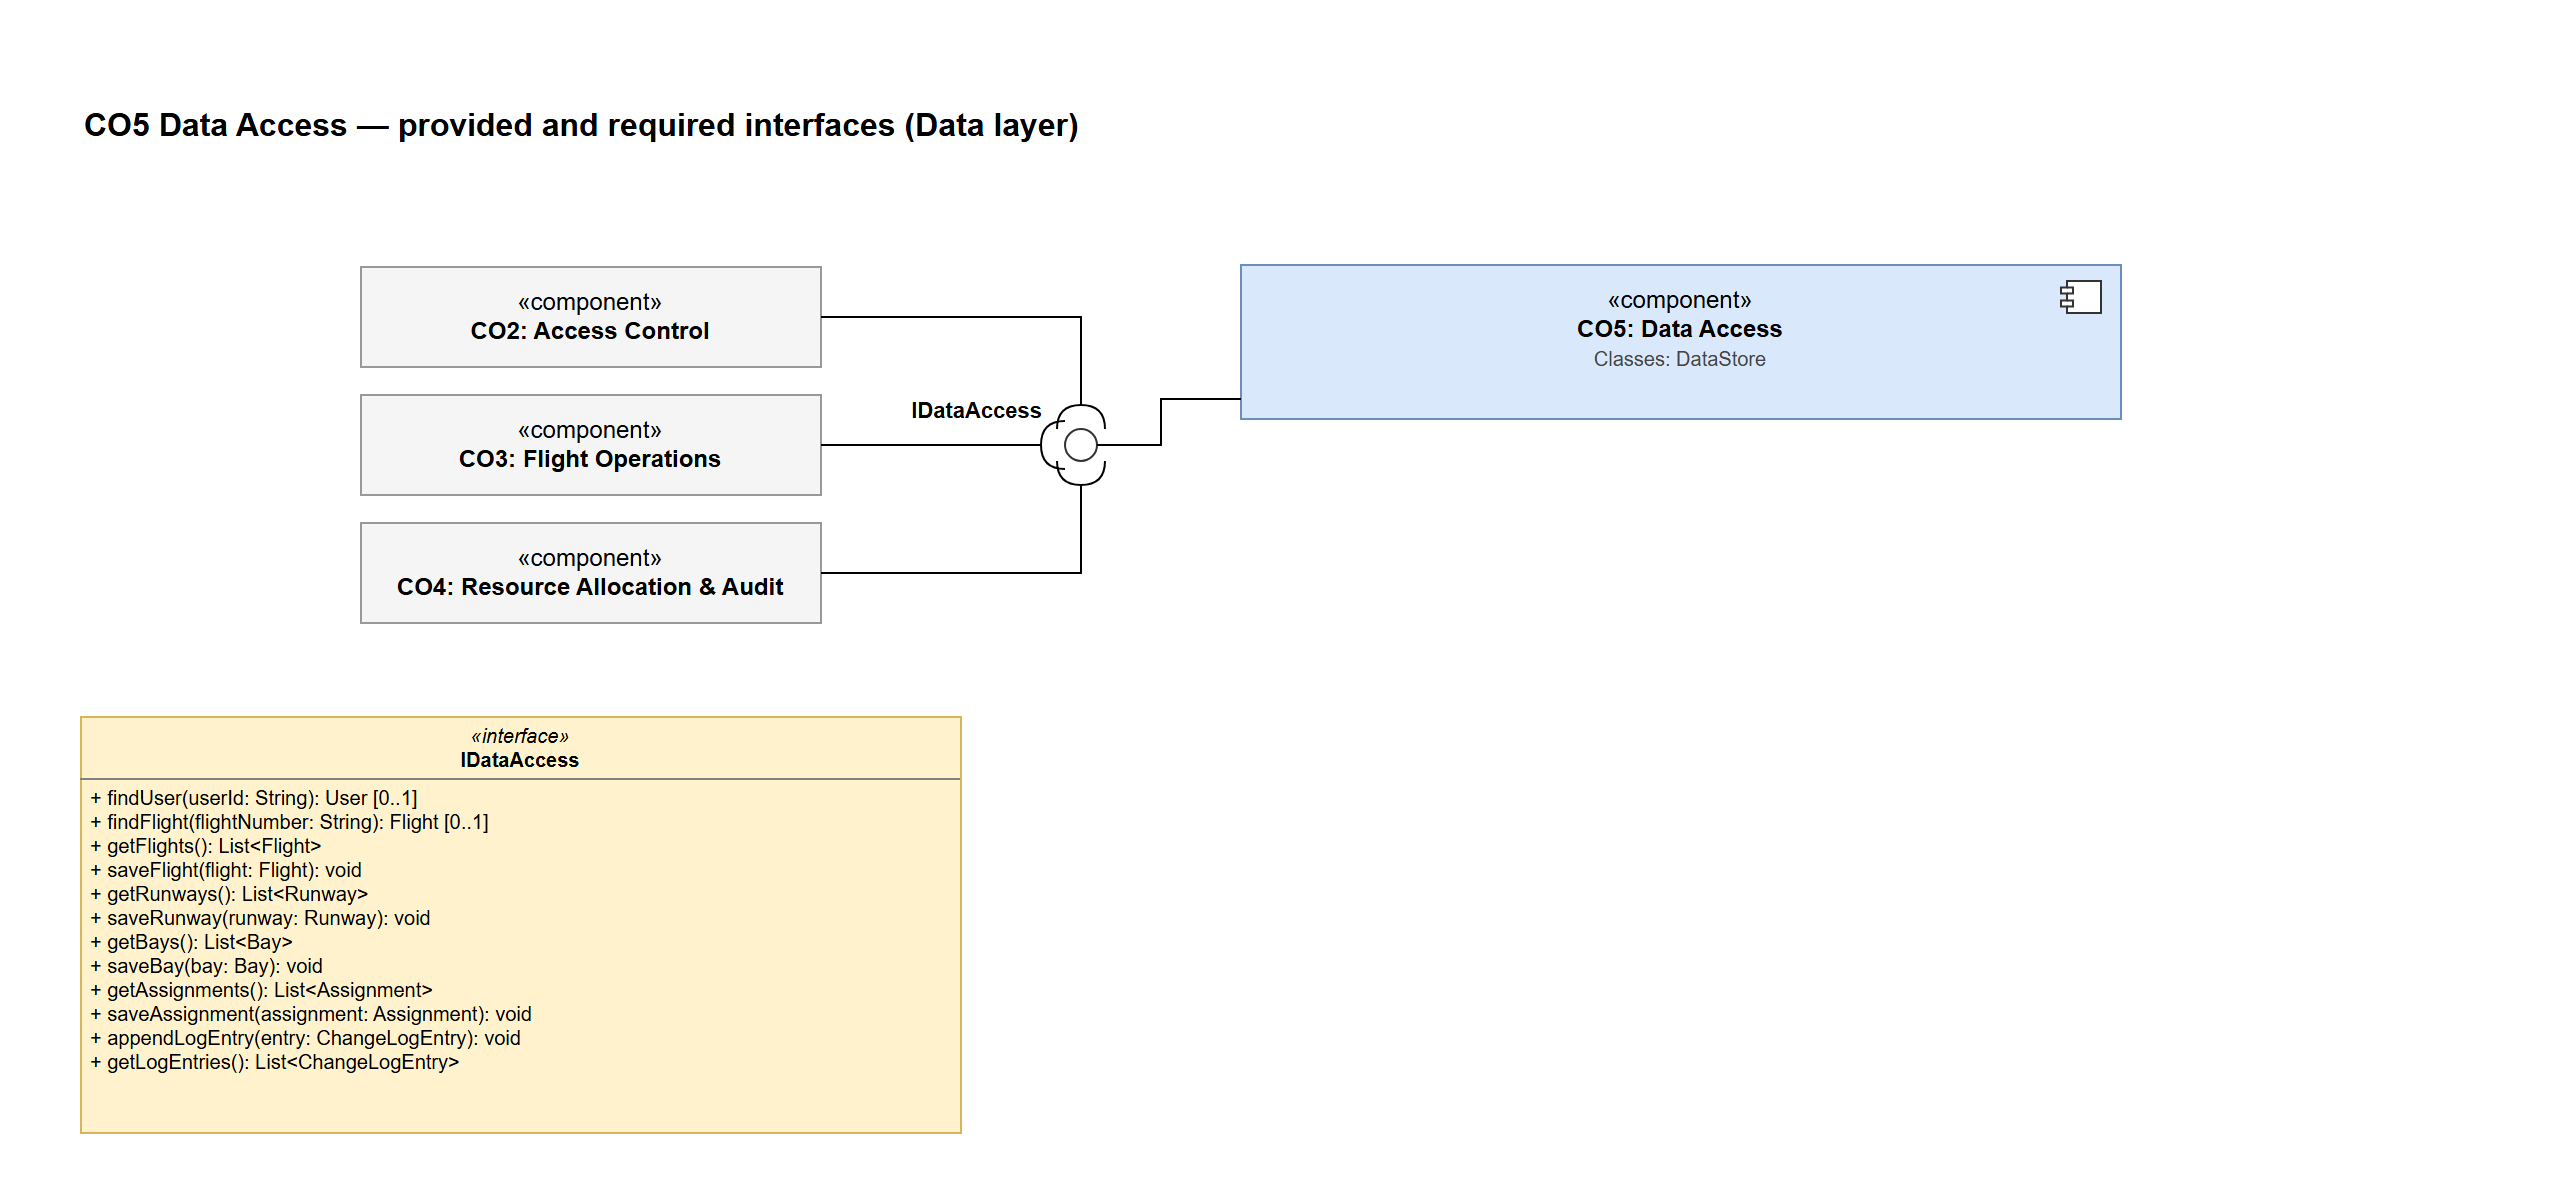 CO5 Data Access — provided and required interfaces (Data layer)
«component»
CO2: Access Control
«component»
CO5: Data Access
Classes: DataStore
IDataAccess
«component»
CO3: Flight Operations
«component»
CO4: Resource Allocation & Audit
«interface»
IDataAccess
+ findUser(userId: String): User [0..1]
+ findFlight(flightNumber: String): Flight [0..1]
+ getFlights(): List<Flight>
+ saveFlight(flight: Flight): void
+ getRunways(): List<Runway>
+ saveRunway(runway: Runway): void
+ getBays(): List<Bay>
+ saveBay(bay: Bay): void
+ getAssignments(): List<Assignment>
+ saveAssignment(assignment: Assignment): void
+ appendLogEntry(entry: ChangeLogEntry): void
+ getLogEntries(): List<ChangeLogEntry>